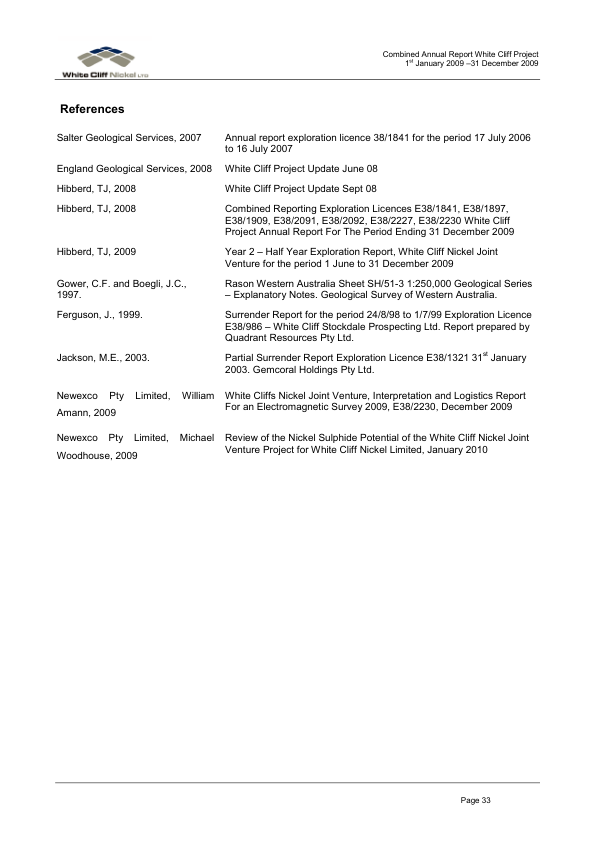 White Cliff Nickel LTD
Combined Annual Report White Cliff Project
1st January 2009 –31 December 2009
References
Salter Geological Services, 2007
Annual report exploration licence 38/1841 for the period 17 July 2006
to 16 July 2007
England Geological Services, 2008
White Cliff Project Update June 08
Hibberd, TJ, 2008
White Cliff Project Update Sept 08
Hibberd, TJ, 2008
Combined Reporting Exploration Licences E38/1841, E38/1897,
E38/1909, E38/2091, E38/2092, E38/2227, E38/2230 White Cliff
Project Annual Report For The Period Ending 31 December 2009
Hibberd, TJ, 2009
Year 2 – Half Year Exploration Report, White Cliff Nickel Joint
Venture for the period 1 June to 31 December 2009
Gower, C.F. and Boegli, J.C.,
1997.
Rason Western Australia Sheet SH/51-3 1:250,000 Geological Series
– Explanatory Notes. Geological Survey of Western Australia.
Ferguson, J., 1999.
Surrender Report for the period 24/8/98 to 1/7/99 Exploration Licence
E38/986 – White Cliff Stockdale Prospecting Ltd. Report prepared by
Quadrant Resources Pty Ltd.
Jackson, M.E., 2003.
Partial Surrender Report Exploration Licence E38/1321 31st January
2003. Gemcoral Holdings Pty Ltd.
Newexco Pty Limited, William
Amann, 2009
White Cliffs Nickel Joint Venture, Interpretation and Logistics Report
For an Electromagnetic Survey 2009, E38/2230, December 2009
Newexco Pty Limited, Michael
Woodhouse, 2009
Review of the Nickel Sulphide Potential of the White Cliff Nickel Joint
Venture Project for White Cliff Nickel Limited, January 2010
Page 33